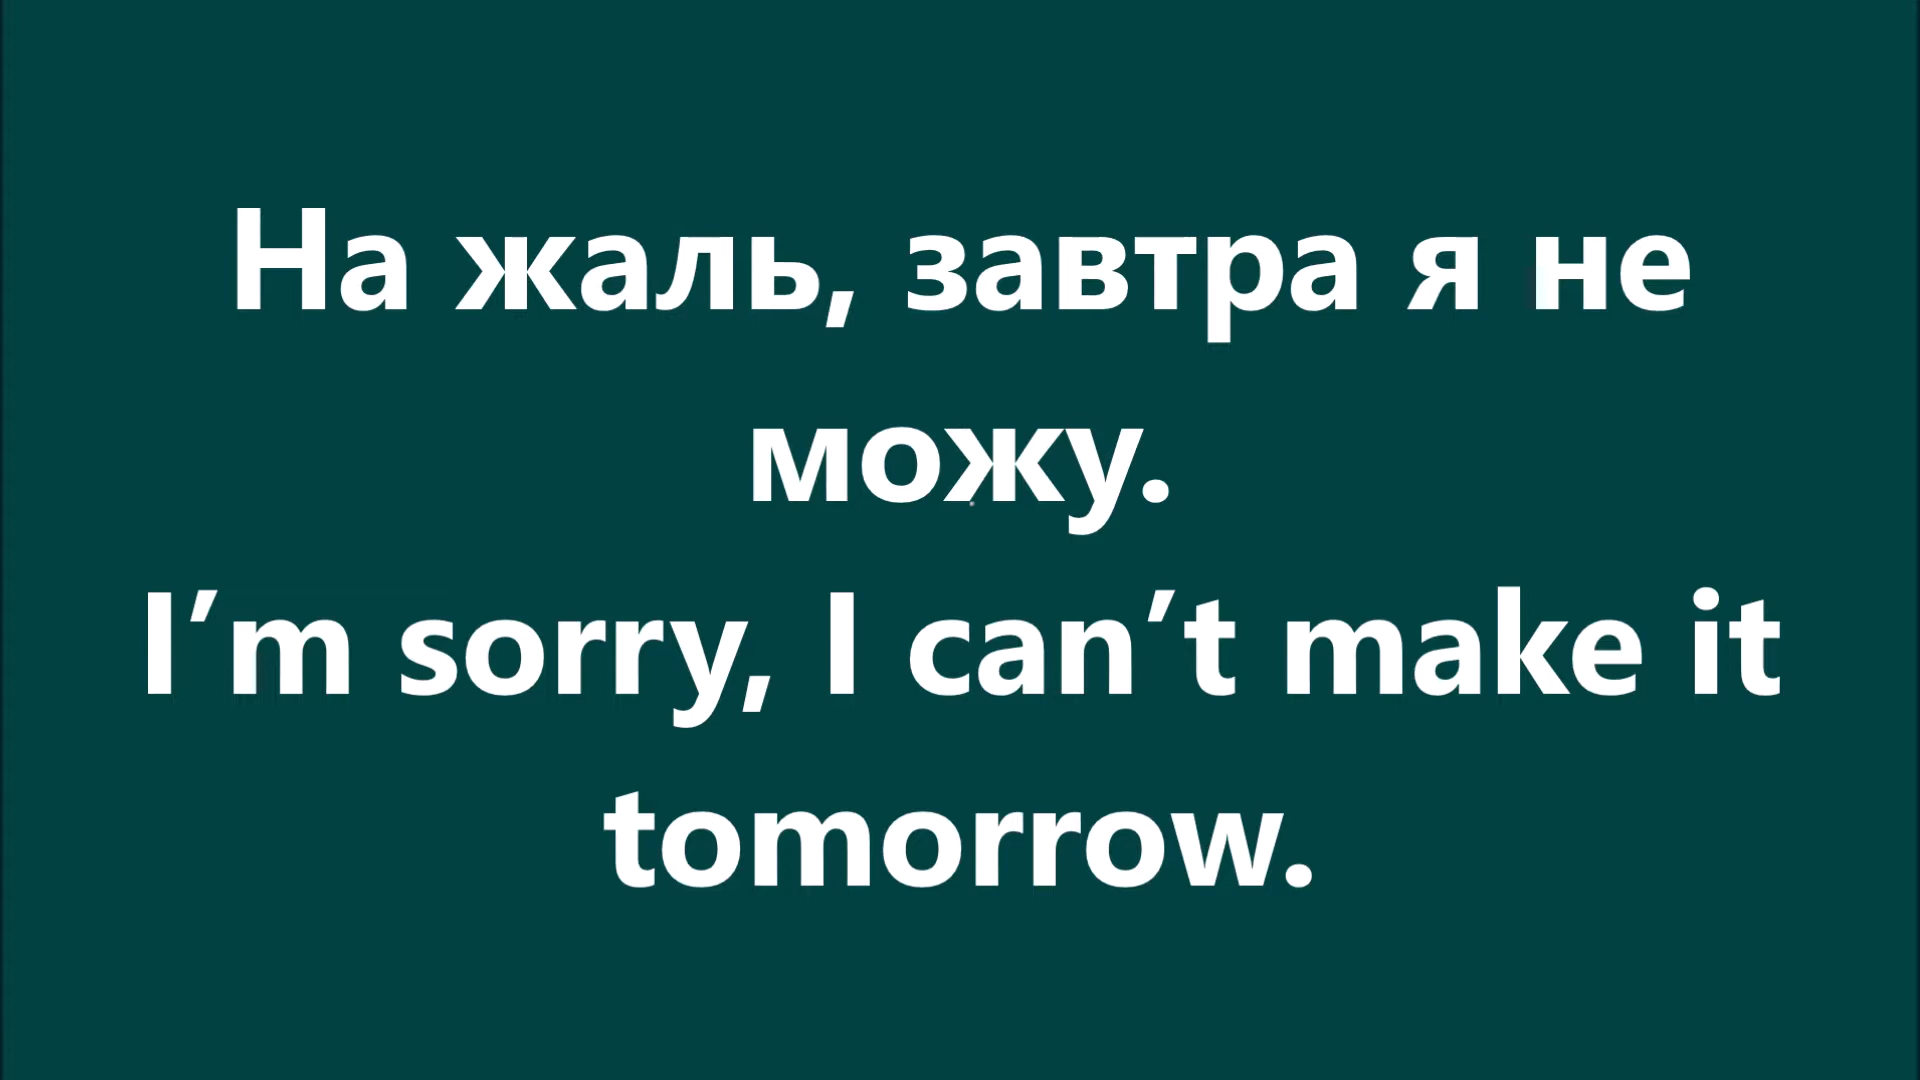 На жаль, завтра я не
можу.
I’m sorry, I can’t make it
tomorrow.